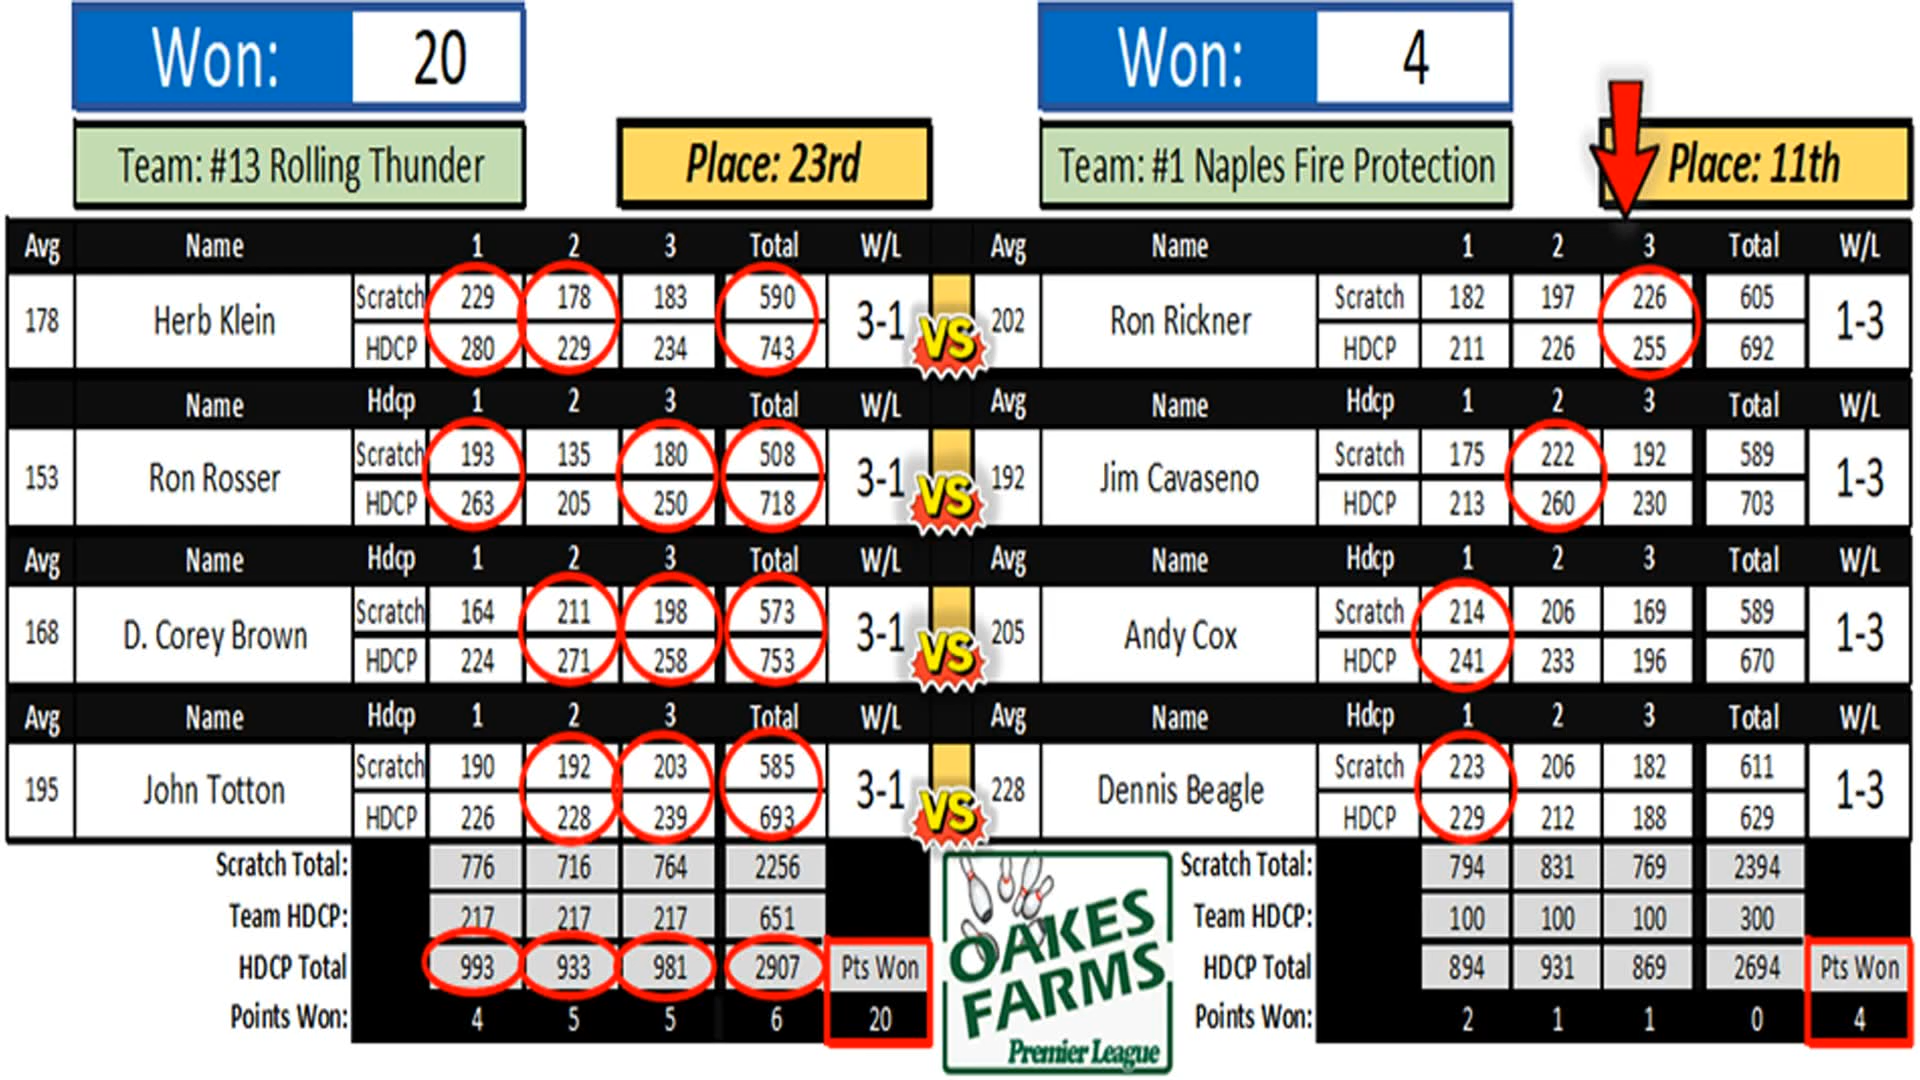 Won: 20 Won: 4
Team: #13 Rolling Thunder Place: 23rd Team: #1 Naples Fire Protection Place: 11th
Avg Name 1 2 3 Total W/L Avg Name 1 2 3 Total W/L
178 Herb Klein Scratch 229 178 183 590 3-1 VS 202 Ron Rickner Scratch 182 197 226 605 1-3
HDCP 280 229 234 743 HDCP 211 226 255 692
Name Hdcp 1 2 3 Total W/L Avg Name Hdcp 1 2 3 Total W/L
153 Ron Rosser Scratch 193 135 180 508 3-1 VS 192 Jim Cavaseno Scratch 175 222 192 589 1-3
HDCP 263 205 250 718 HDCP 213 260 230 703
Avg Name Hdcp 1 2 3 Total W/L Avg Name Hdcp 1 2 3 Total W/L
168 D. Corey Brown Scratch 164 211 198 573 3-1 VS 205 Andy Cox Scratch 214 206 169 589 1-3
HDCP 224 271 258 753 HDCP 241 233 196 670
Avg Name Hdcp 1 2 3 Total W/L Avg Name Hdcp 1 2 3 Total W/L
195 John Totton Scratch 190 192 203 585 3-1 VS 228 Dennis Beagle Scratch 223 206 182 611 1-3
HDCP 226 228 239 693 HDCP 229 212 188 629
Scratch Total: 776 716 764 2256 Scratch Total: 794 831 769 2394
Team HDCP: 217 217 217 651 Team HDCP: 100 100 100 300
HDCP Total 993 933 981 2907 Pts Won HDCP Total 894 931 869 2694 Pts Won
Points Won: 4 5 5 6 20 Points Won: 2 1 1 0 4
OAKES
FARMS
Premier League